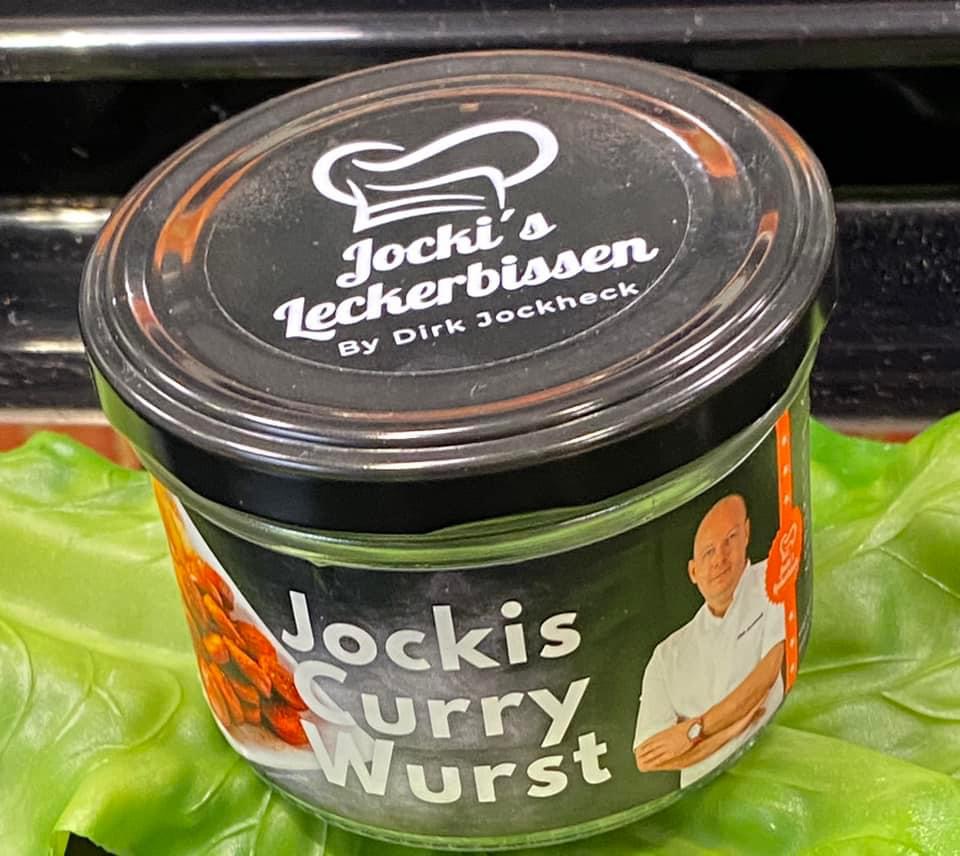 Jocki´s
Leckerbissen
By Dirk Jockheck
Jockis
Curry
Wurst